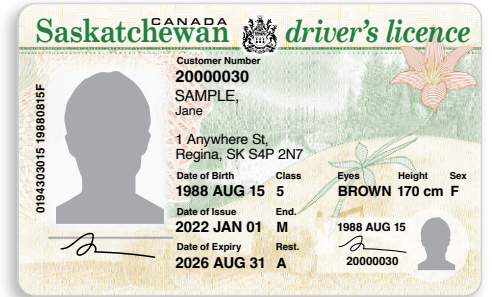 CANADA
Saskatchewan driver's licence
Customer Number
20000030
SAMPLE,
Jane
1 Anywhere St,
Regina, SK S4P 2N7
Date of Birth Class Eyes Height Sex
1988 AUG 15 5 BROWN 170 cm F
Date of Issue End.
2022 JAN 01 M 1988 AUG 15
Date of Expiry Rest.
2026 AUG 31 A 20000030
0194303015 19880815F